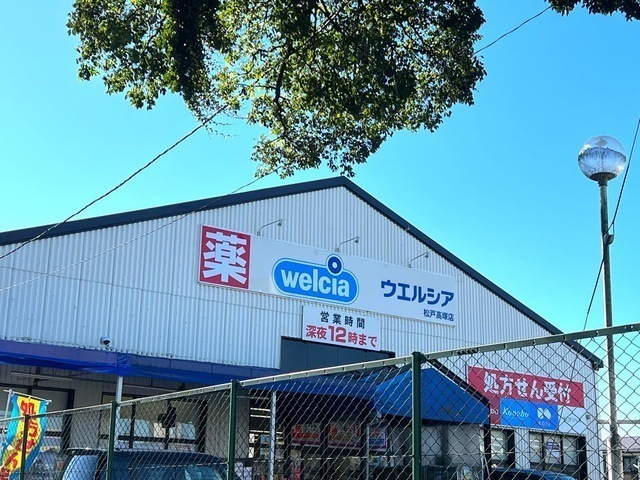 薬
welcia
ウエルシア
松戸高塚店
営業時間
深夜12時まで
処方せん受付
Kanebo